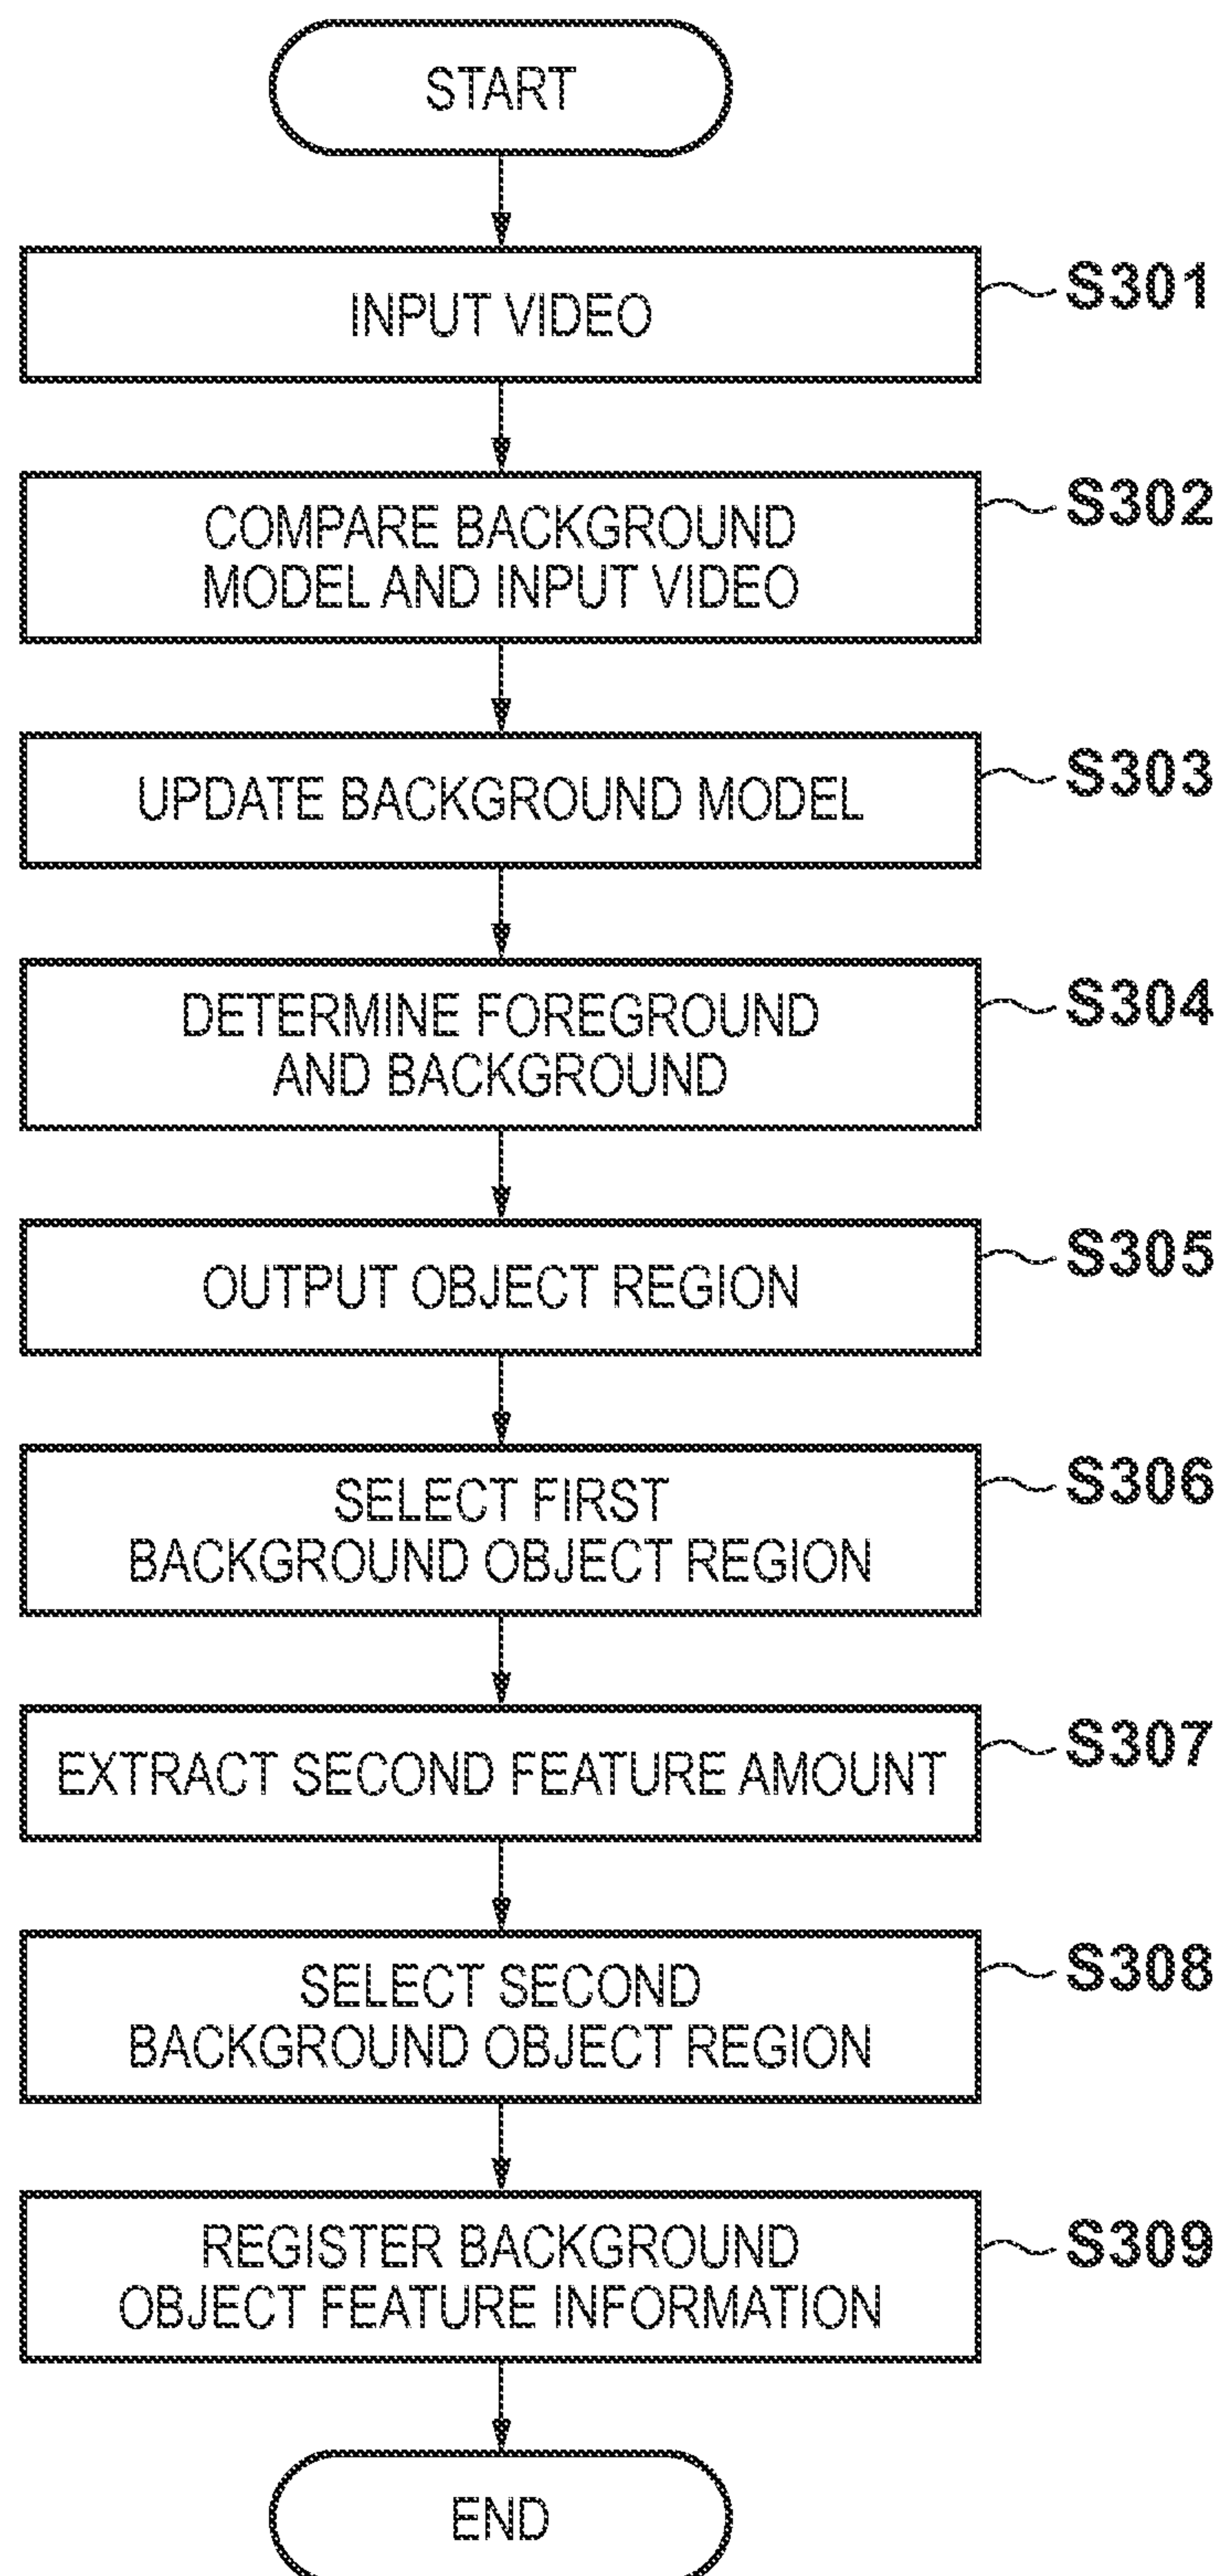 START
INPUT VIDEO
S301
COMPARE BACKGROUND
MODEL AND INPUT VIDEO
S302
UPDATE BACKGROUND MODEL
S303
DETERMINE FOREGROUND
AND BACKGROUND
S304
OUTPUT OBJECT REGION
S305
SELECT FIRST
BACKGROUND OBJECT REGION
S306
EXTRACT SECOND FEATURE AMOUNT
S307
SELECT SECOND
BACKGROUND OBJECT REGION
S308
REGISTER BACKGROUND
OBJECT FEATURE INFORMATION
S309
END